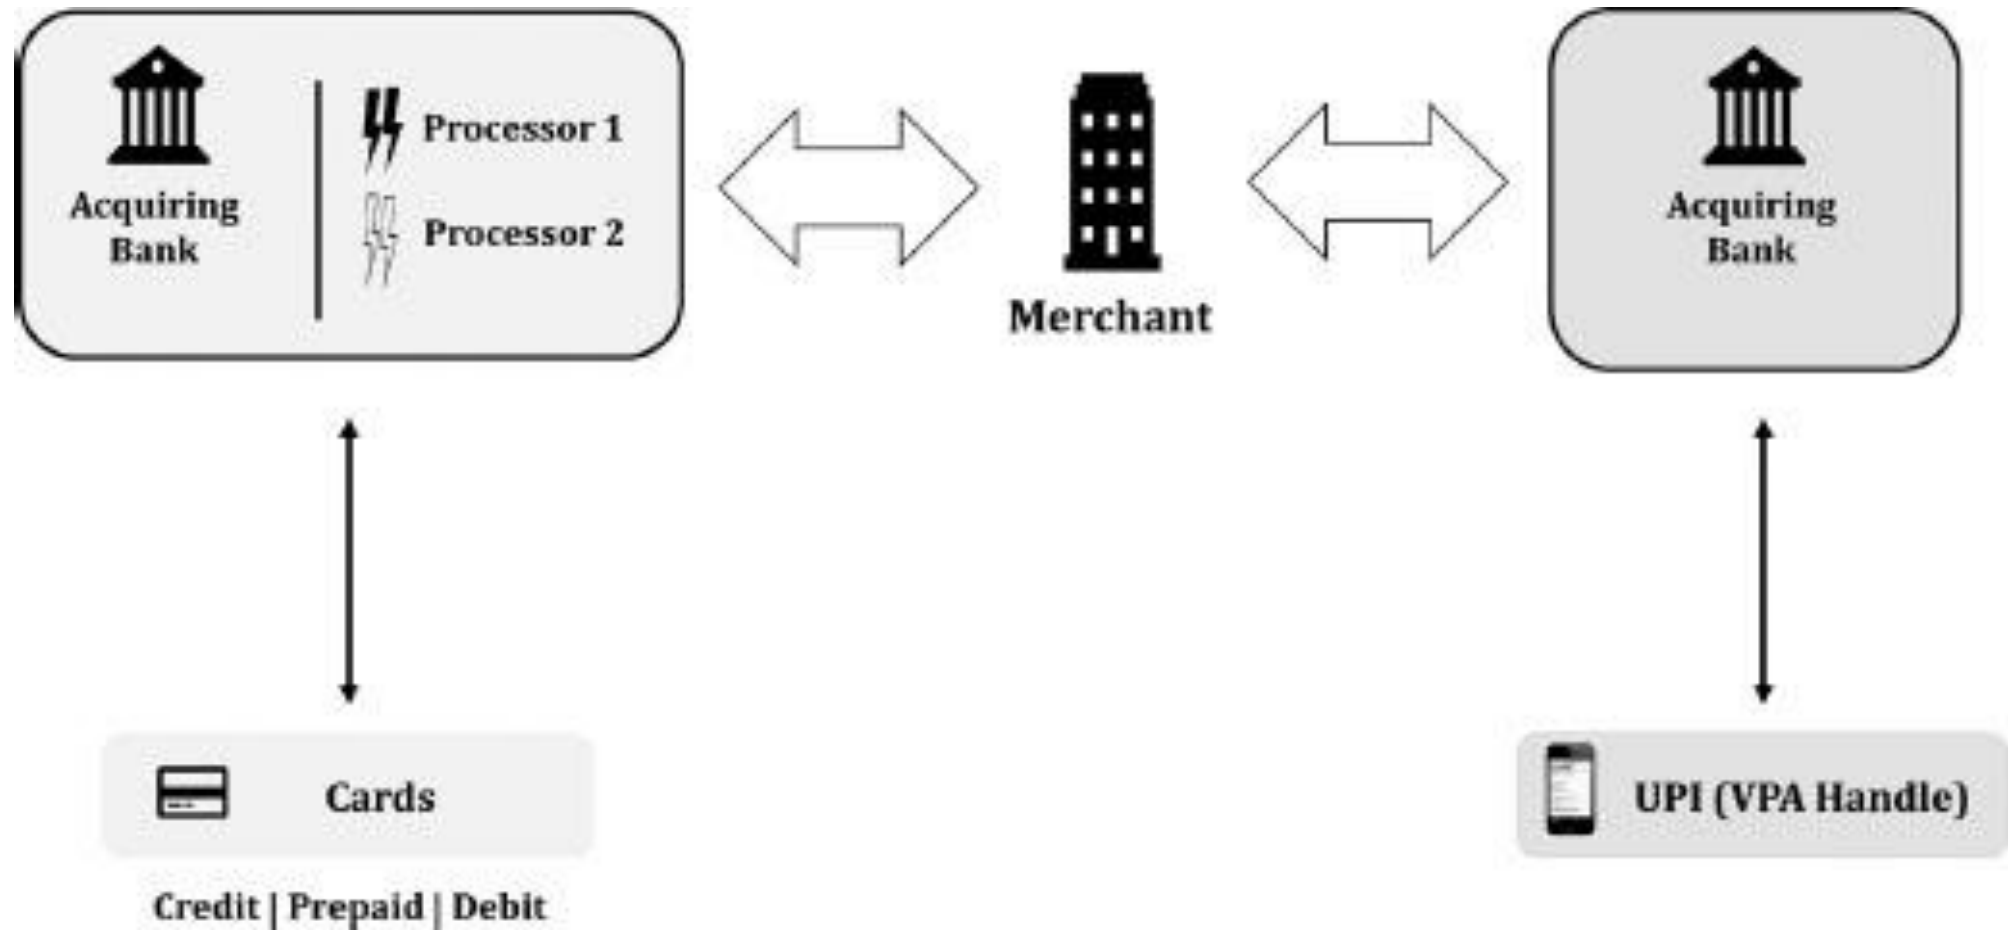 Acquiring
Bank
Processor 1
Processor 2
Merchant
Acquiring
Bank
Cards
Credit | Prepaid | Debit
UPI (VPA Handle)